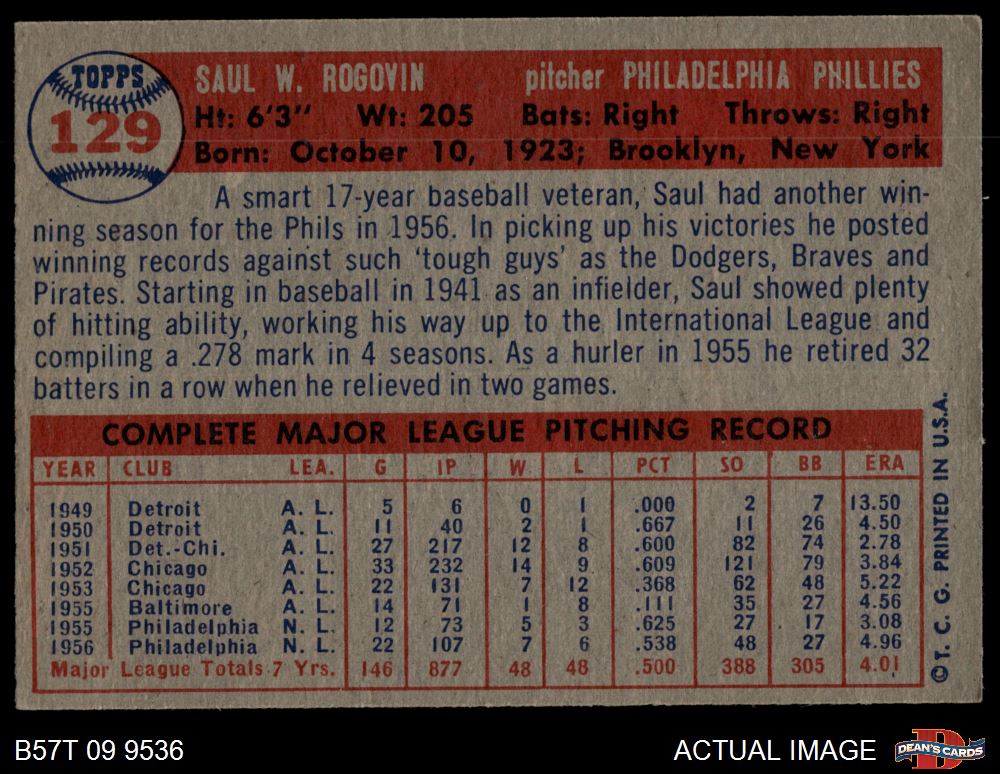 TOPPS
129
SAUL W. ROGOVIN pitcher PHILADELPHIA PHILLIES
Ht: 6'3" Wt: 205 Bats: Right Throws: Right
Born: October 10, 1923; Brooklyn, New York
A smart 17-year baseball veteran, Saul had another win-
ning season for the Phils in 1956. In picking up his victories he posted
winning records against such 'tough guys' as the Dodgers, Braves and
Pirates. Starting in baseball in 1941 as an infielder, Saul showed plenty
of hitting ability, working his way up to the International League and
compiling a .278 mark in 4 seasons. As a hurler in 1955 he retired 32
batters in a row when he relieved in two games.
COMPLETE MAJOR LEAGUE PITCHING RECORD
YEAR CLUB LEA. G IP W L PCT SO BB ERA
1949 Detroit A. L. 5 6 0 1 .000 2 7 13.50
1950 Detroit A. L. 11 40 2 1 .667 11 26 4.50
1951 Det.-Chi. A. L. 27 217 12 8 .600 82 74 2.78
1952 Chicago A. L. 33 232 14 9 .609 121 79 3.84
1953 Chicago A. L. 22 131 7 12 .368 62 48 5.22
1955 Baltimore A. L. 14 71 1 8 .111 35 27 4.56
1955 Philadelphia N. L. 12 73 5 3 .625 27 17 3.08
1956 Philadelphia N. L. 22 107 7 6 .538 48 27 4.96
Major League Totals 7 Yrs. 146 877 48 48 .500 388 305 4.01
© T. C. G. PRINTED IN U.S.A.
B57T 09 9536 ACTUAL IMAGE
DEAN'S CARDS